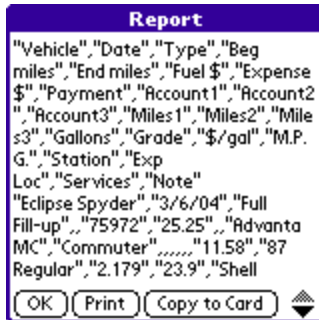 Report
"Vehicle","Date","Type","Beg
miles","End miles","Fuel $","Expense
$","Payment","Account1","Account2
","Account3","Miles1","Miles2","Mile
s3","Gallons","Grade","$/gal","M.P.
G.","Station","Exp
Loc","Services","Note"
"Eclipse Spyder","3/6/04","Full
Fill-up",,"75972","25.25",,"Advanta
MC","Commuter",,,,,,"11.58","87
Regular","2.179","23.9","Shell
OK Print Copy to Card